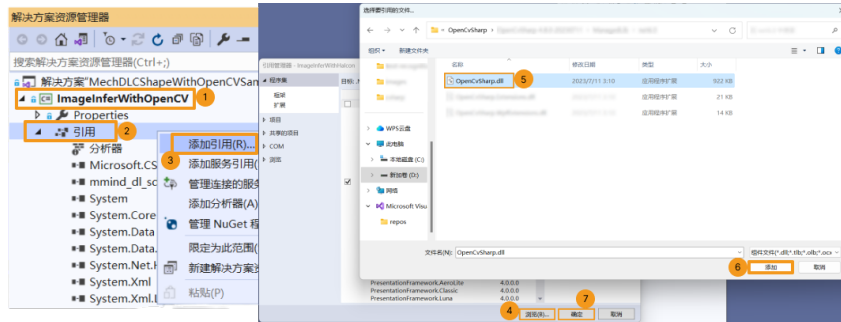 解决方案资源管理器
搜索解决方案资源管理器(Ctrl+;)
解决方案"MechDLCShapeWithOpenCVSam
ImageInferWithOpenCV
1
Properties
引用
2
分析器
Microsoft.CS
mmind_dl_sc
System
System.Core
System.Data
System.Data.
System.Net.H
System.Xml
System.Xml.L
添加引用(R)...
3
添加服务引用(
管理连接的服务
添加分析器(A)
管理 NuGet 程
限定为此范围(
新建解决方案资
粘贴(P)
引用管理器 - ImageInferWithHalcon
程序集
框架
扩展
项目
共享的项目
COM
浏览
目标:
PresentationFramework.AeroLite 4.0.0.0
PresentationFramework.Classic 4.0.0.0
PresentationFramework.Luna 4.0.0.0
4
浏览(B)...
7
确定
取消
选择要引用的文件...
OpenCvSharp
组织
新建文件夹
名称 修改日期 类型 大小
OpenCvSharp.dll
5
2023/7/11 3:10 应用程序扩展 922 KB
应用程序扩展 21 KB
应用程序扩展 14 KB
WPS云盘
此电脑
本地磁盘 (C:)
新加卷 (D:)
网络
Microsoft Visu
repos
文件名(N): OpenCvSharp.dll
组件文件(*.dll;*.tlb;*.olb;*.ocx
6
添加
取消